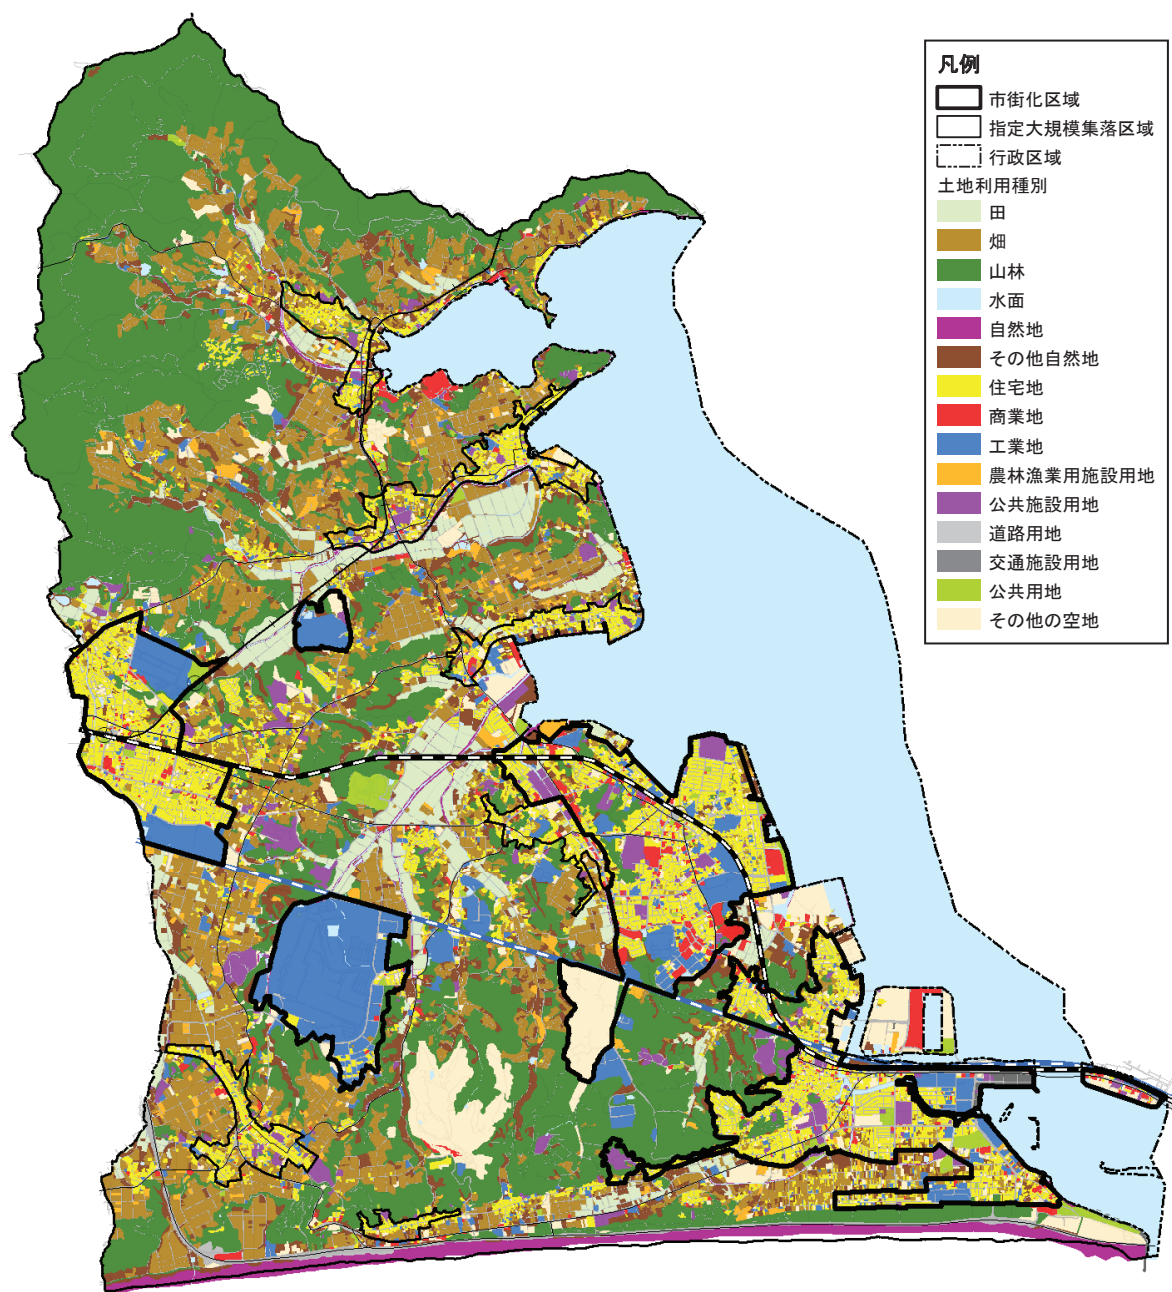 凡例
市街化区域
指定大規模集落区域
行政区域
土地利用種別
田
畑
山林
水面
自然地
その他自然地
住宅地
商業地
工業地
農林漁業用施設用地
公共施設用地
道路用地
交通施設用地
公共用地
その他の空地